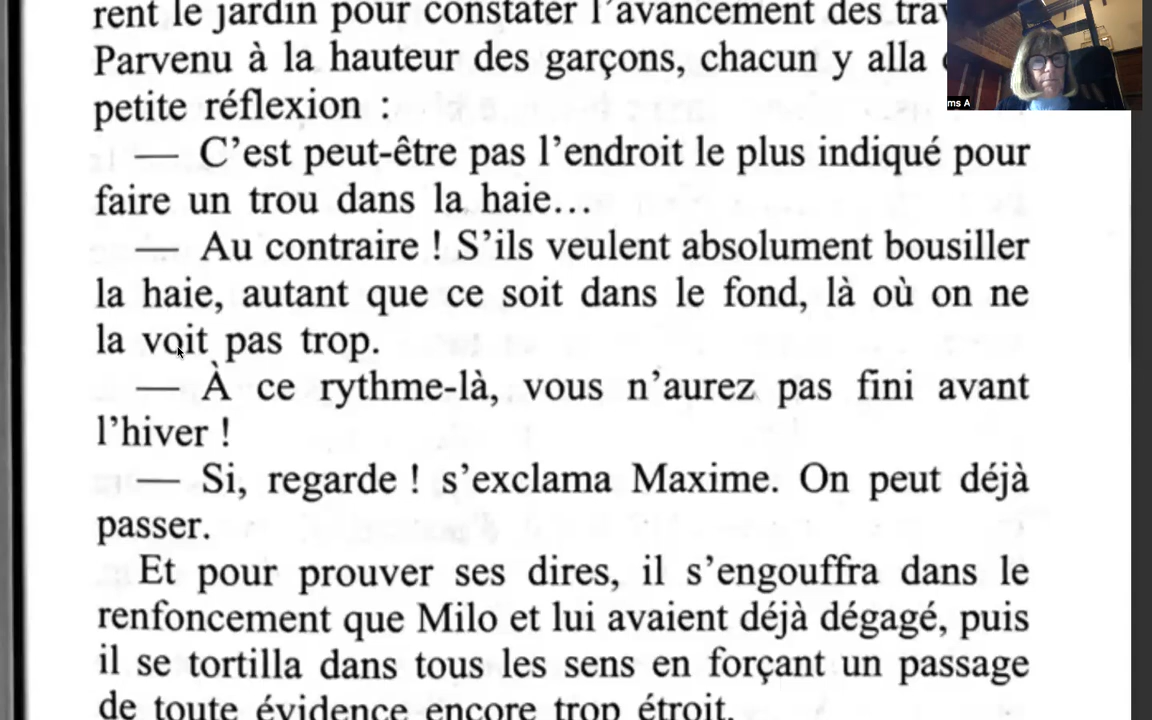 rent le jardin pour constater l'avancement des
Parvenu à la hauteur des garçons, chacun y alla
petite réflexion :
— C'est peut-être pas l'endroit le plus indiqué pour
faire un trou dans la haie...
— Au contraire ! S'ils veulent absolument bousiller
la haie, autant que ce soit dans le fond, là où on ne
la voit pas trop.
— À ce rythme-là, vous n'aurez pas fini avant
l'hiver !
— Si, regarde ! s'exclama Maxime. On peut déjà
passer.
Et pour prouver ses dires, il s'engouffra dans le
renfoncement que Milo et lui avaient déjà dégagé, puis
il se tortilla dans tous les sens en forçant un passage
de toute évidence encore trop étroit.
ms A